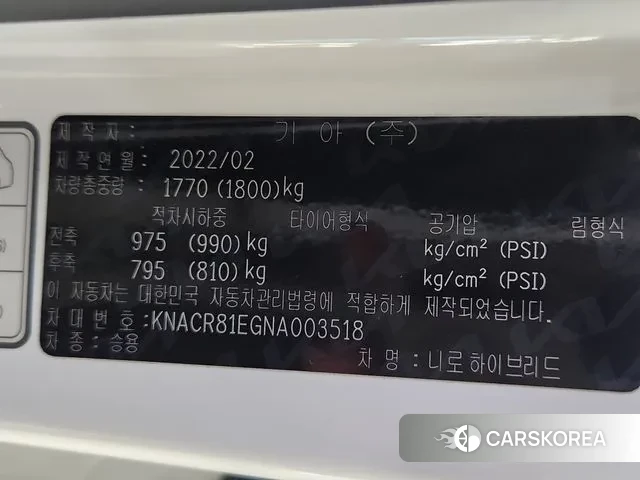 제 작 자 : 기 아 (주)
제작연월 : 2022/02
차량총중량 : 1770 (1800)kg
적차시하중 타이어형식 공기압 림형식
전축 975 (990)kg kg/cm² (PSI)
후축 795 (810)kg kg/cm² (PSI)
이 자동차는 대한민국 자동차관리법령에 적합하게 제작되었습니다.
차 대 번 호 : KNACR81EGNA003518
차 종 : 승용 차 명 : 니로하이브리드
CARSKOREA